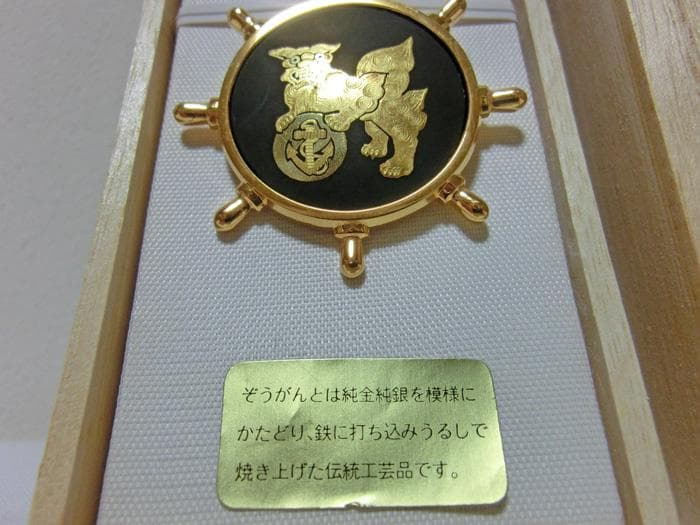 ぞうがんとは純金純銀を模様に
かたどり、鉄に打ち込みうるしで
焼き上げた伝統工芸品です。